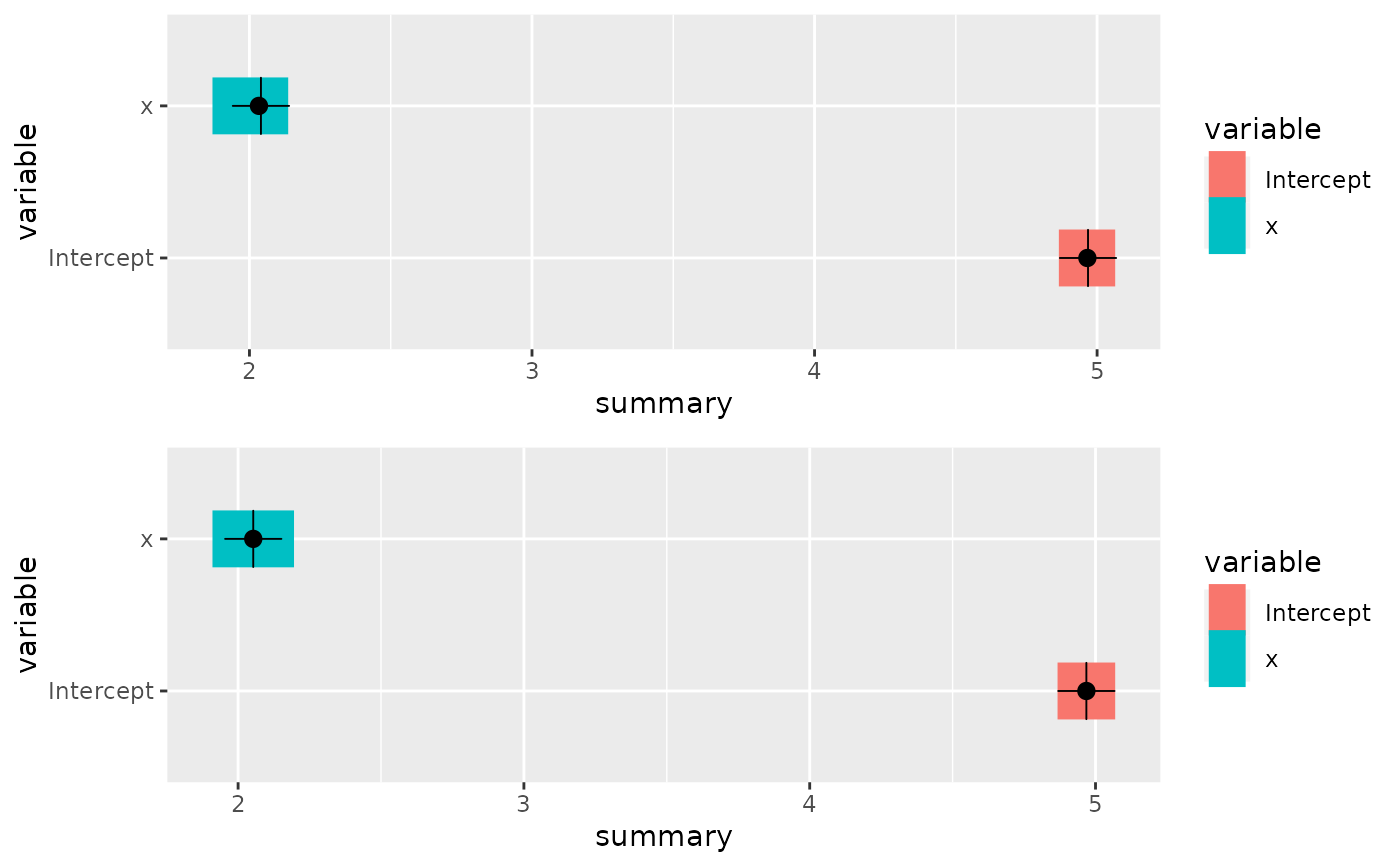 x
Intercept
variable
2 3 4 5
summary
variable
Intercept
x
x
Intercept
variable
2 3 4 5
summary
variable
Intercept
x